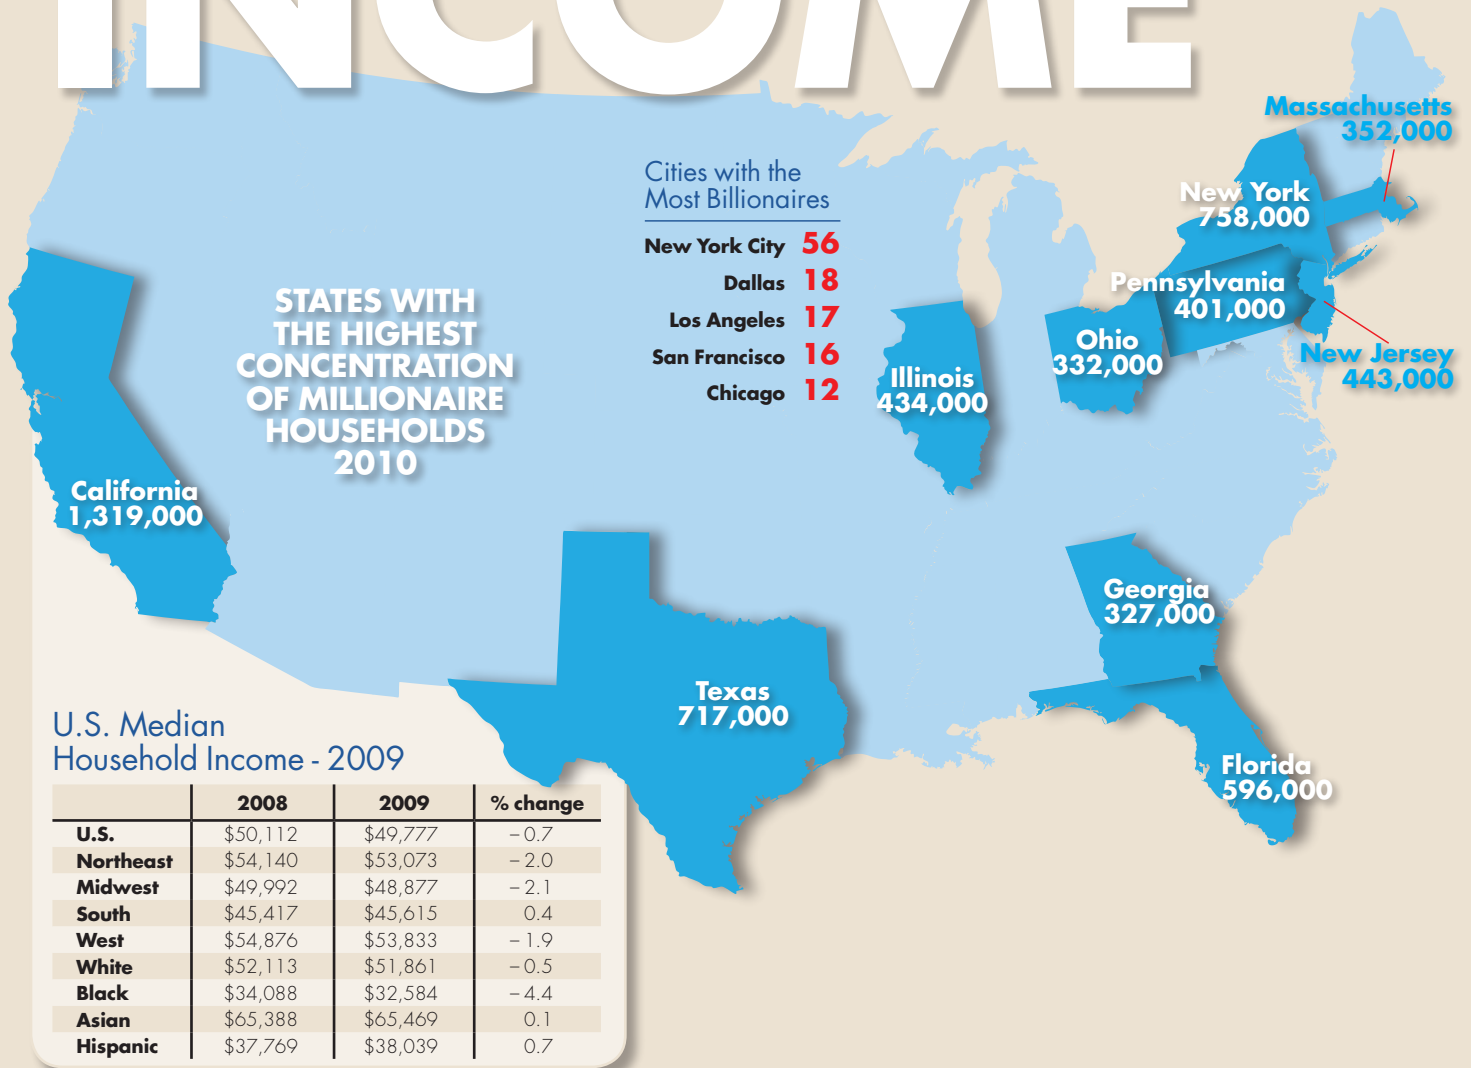 INCOME
Massachusetts
352,000
Cities with the
Most Billionaires
New York City 56
Dallas 18
Los Angeles 17
San Francisco 16
Chicago 12
New York
758,000
Pennsylvania
401,000
STATES WITH
THE HIGHEST
CONCENTRATION
OF MILLIONAIRE
HOUSEHOLDS
2010
Ohio
332,000
New Jersey
443,000
Illinois
434,000
California
1,319,000
Georgia
327,000
Texas
717,000
Florida
596,000
U.S. Median
Household Income - 2009
2008 2009 % change
U.S. $50,112 $49,777 – 0.7
Northeast $54,140 $53,073 – 2.0
Midwest $49,992 $48,877 – 2.1
South $45,417 $45,615 0.4
West $54,876 $53,833 – 1.9
White $52,113 $51,861 – 0.5
Black $34,088 $32,584 – 4.4
Asian $65,388 $65,469 0.1
Hispanic $37,769 $38,039 0.7